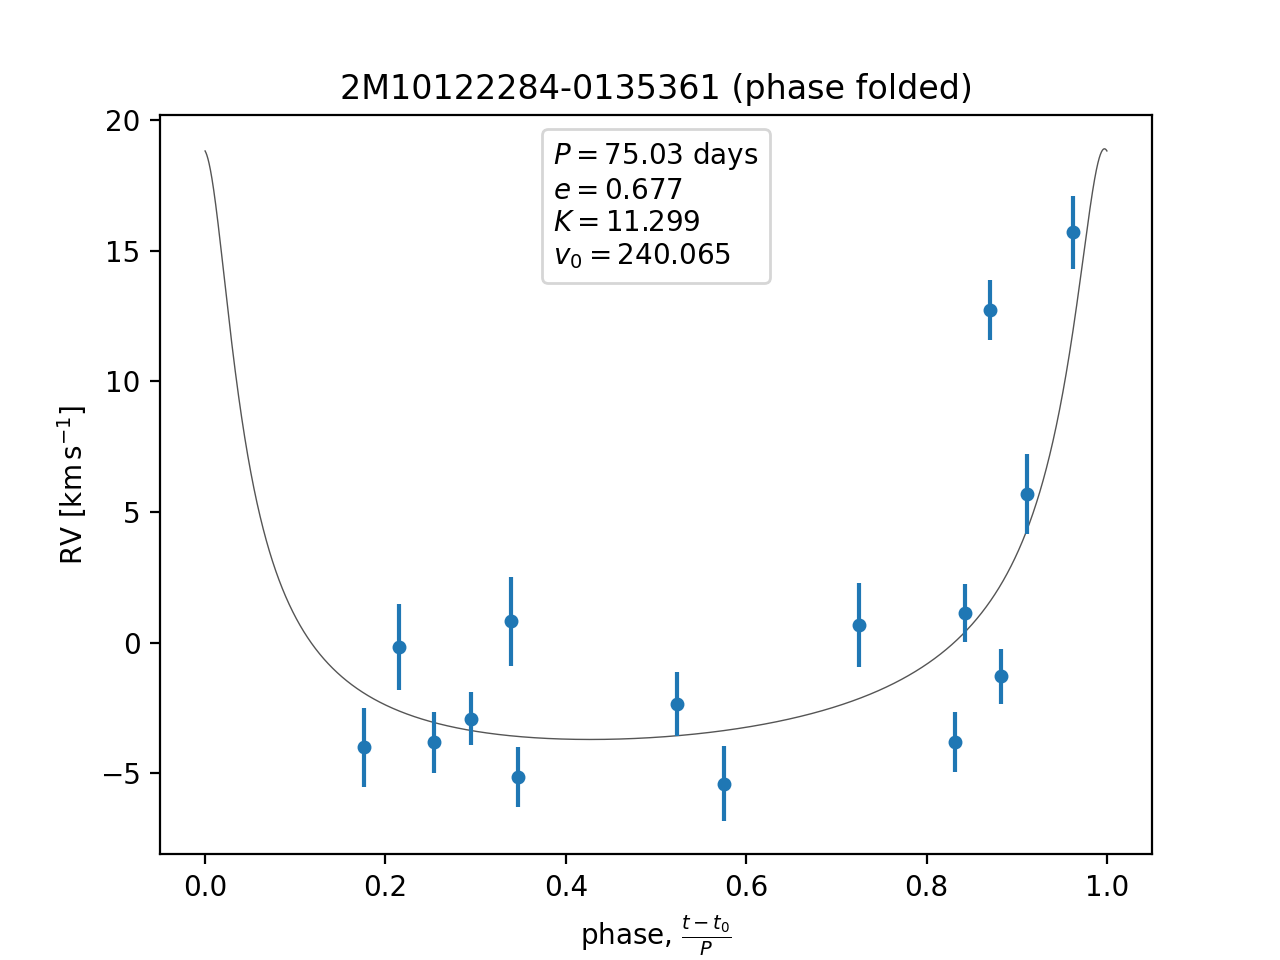 2M10122284-0135361 (phase folded)
P = 75.03 days
e = 0.677
K = 11.299
v₀ = 240.065
20
15
10
5
0
−5
RV [km s⁻¹]
0.0 0.2 0.4 0.6 0.8 1.0
phase, (t − t₀)/P